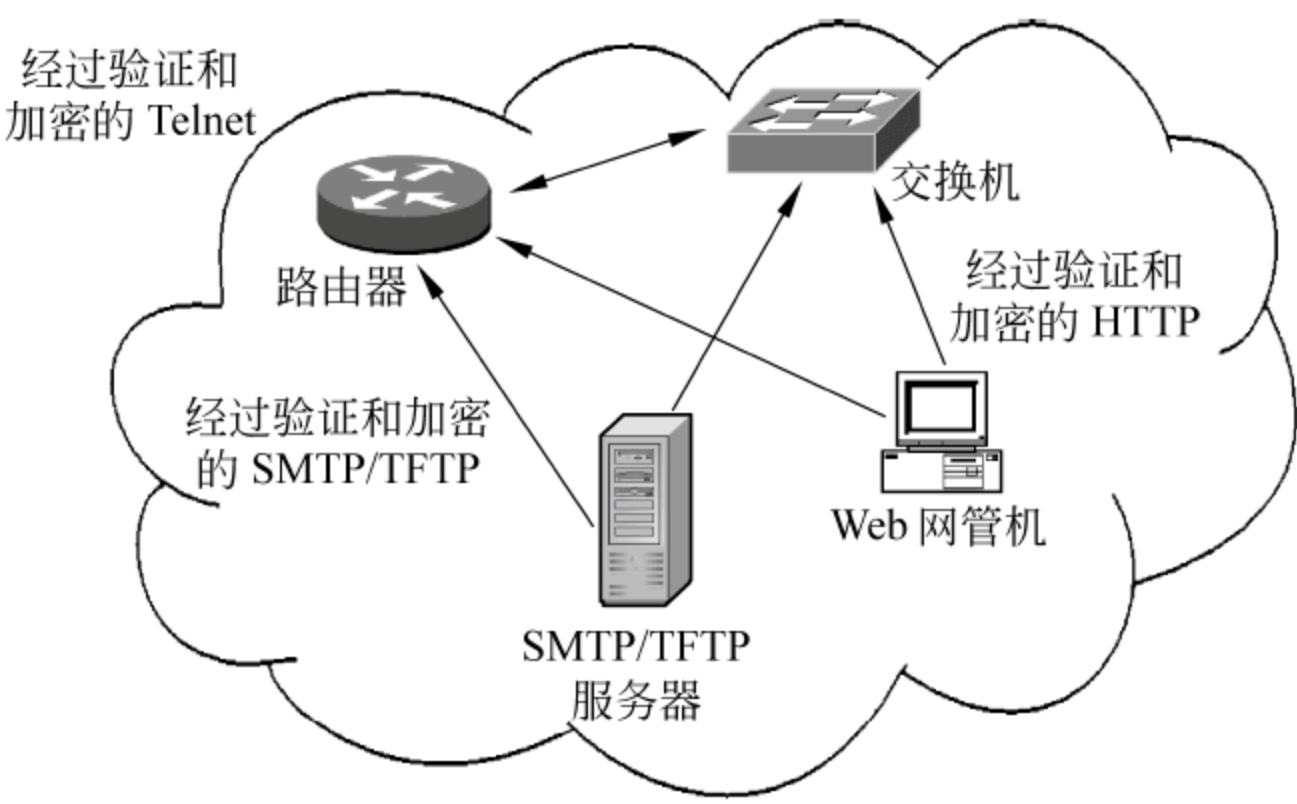 经过验证和
加密的 Telnet
交换机
路由器
经过验证和
加密的 HTTP
经过验证和加密
的 SMTP/TFTP
Web 网管机
SMTP/TFTP
服务器